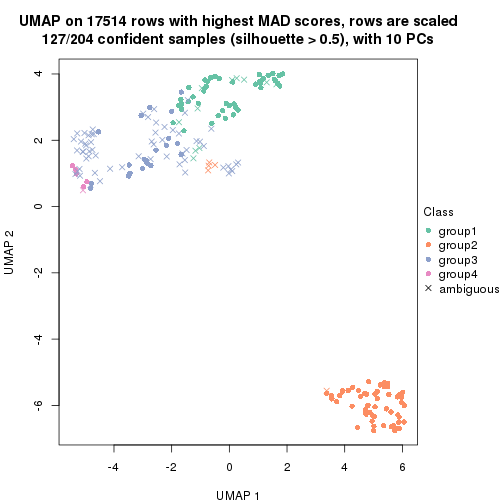 UMAP on 17514 rows with highest MAD scores, rows are scaled
127/204 confident samples (silhouette > 0.5), with 10 PCs
4
2
0
-2
-4
-6
UMAP 2
-4
-2
0
2
4
6
UMAP 1
Class
group1
group2
group3
group4
ambiguous